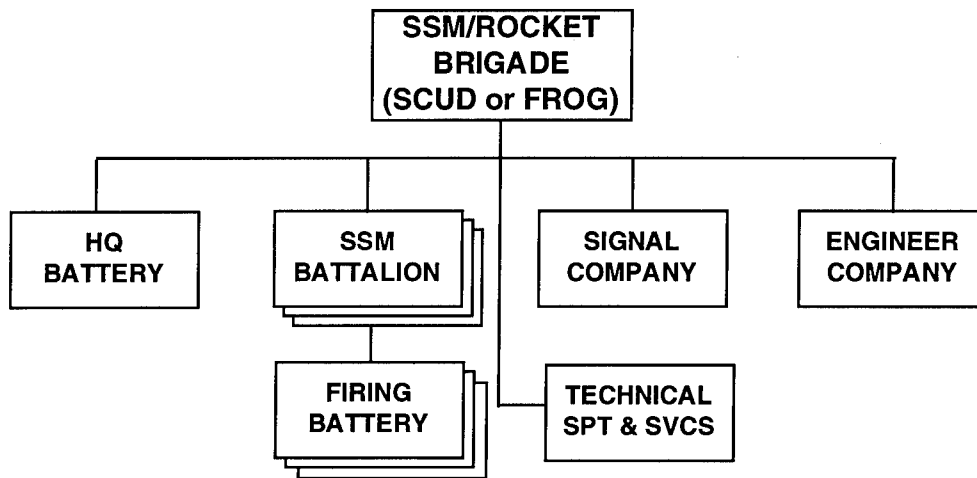 SSM/ROCKET
BRIGADE
(SCUD or FROG)
HQ
BATTERY
SSM
BATTALION
SIGNAL
COMPANY
ENGINEER
COMPANY
FIRING
BATTERY
TECHNICAL
SPT & SVCS